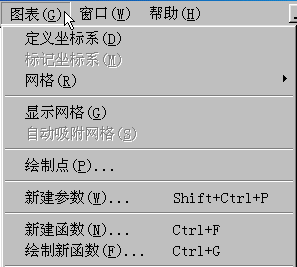 图表(G) 窗口(W) 帮助(H)
定义坐标系(D)
标记坐标系(M)
网格(R)
显示网格(G)
自动吸附网格(S)
绘制点(P)...
新建参数(W)... Shift+Ctrl+P
新建函数(N)... Ctrl+F
绘制新函数(F)... Ctrl+G